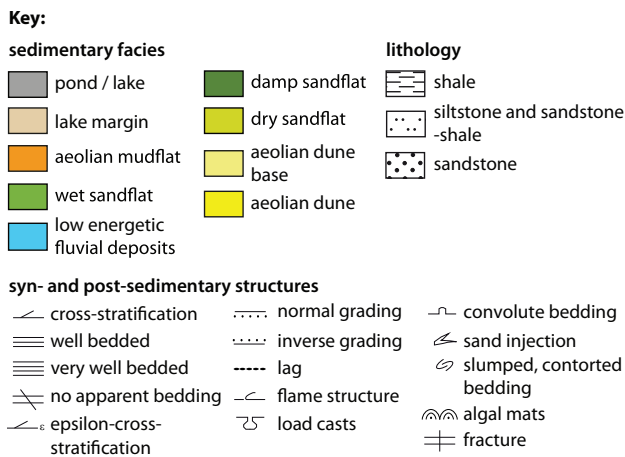 Key:
sedimentary facies
pond / lake
lake margin
aeolian mudflat
wet sandflat
low energetic
fluvial deposits
damp sandflat
dry sandflat
aeolian dune
base
aeolian dune
lithology
shale
siltstone and sandstone
-shale
sandstone
syn- and post-sedimentary structures
cross-stratification
well bedded
very well bedded
no apparent bedding
ε epsilon-cross-
stratification
normal grading
inverse grading
lag
flame structure
load casts
convolute bedding
sand injection
slumped, contorted
bedding
algal mats
fracture